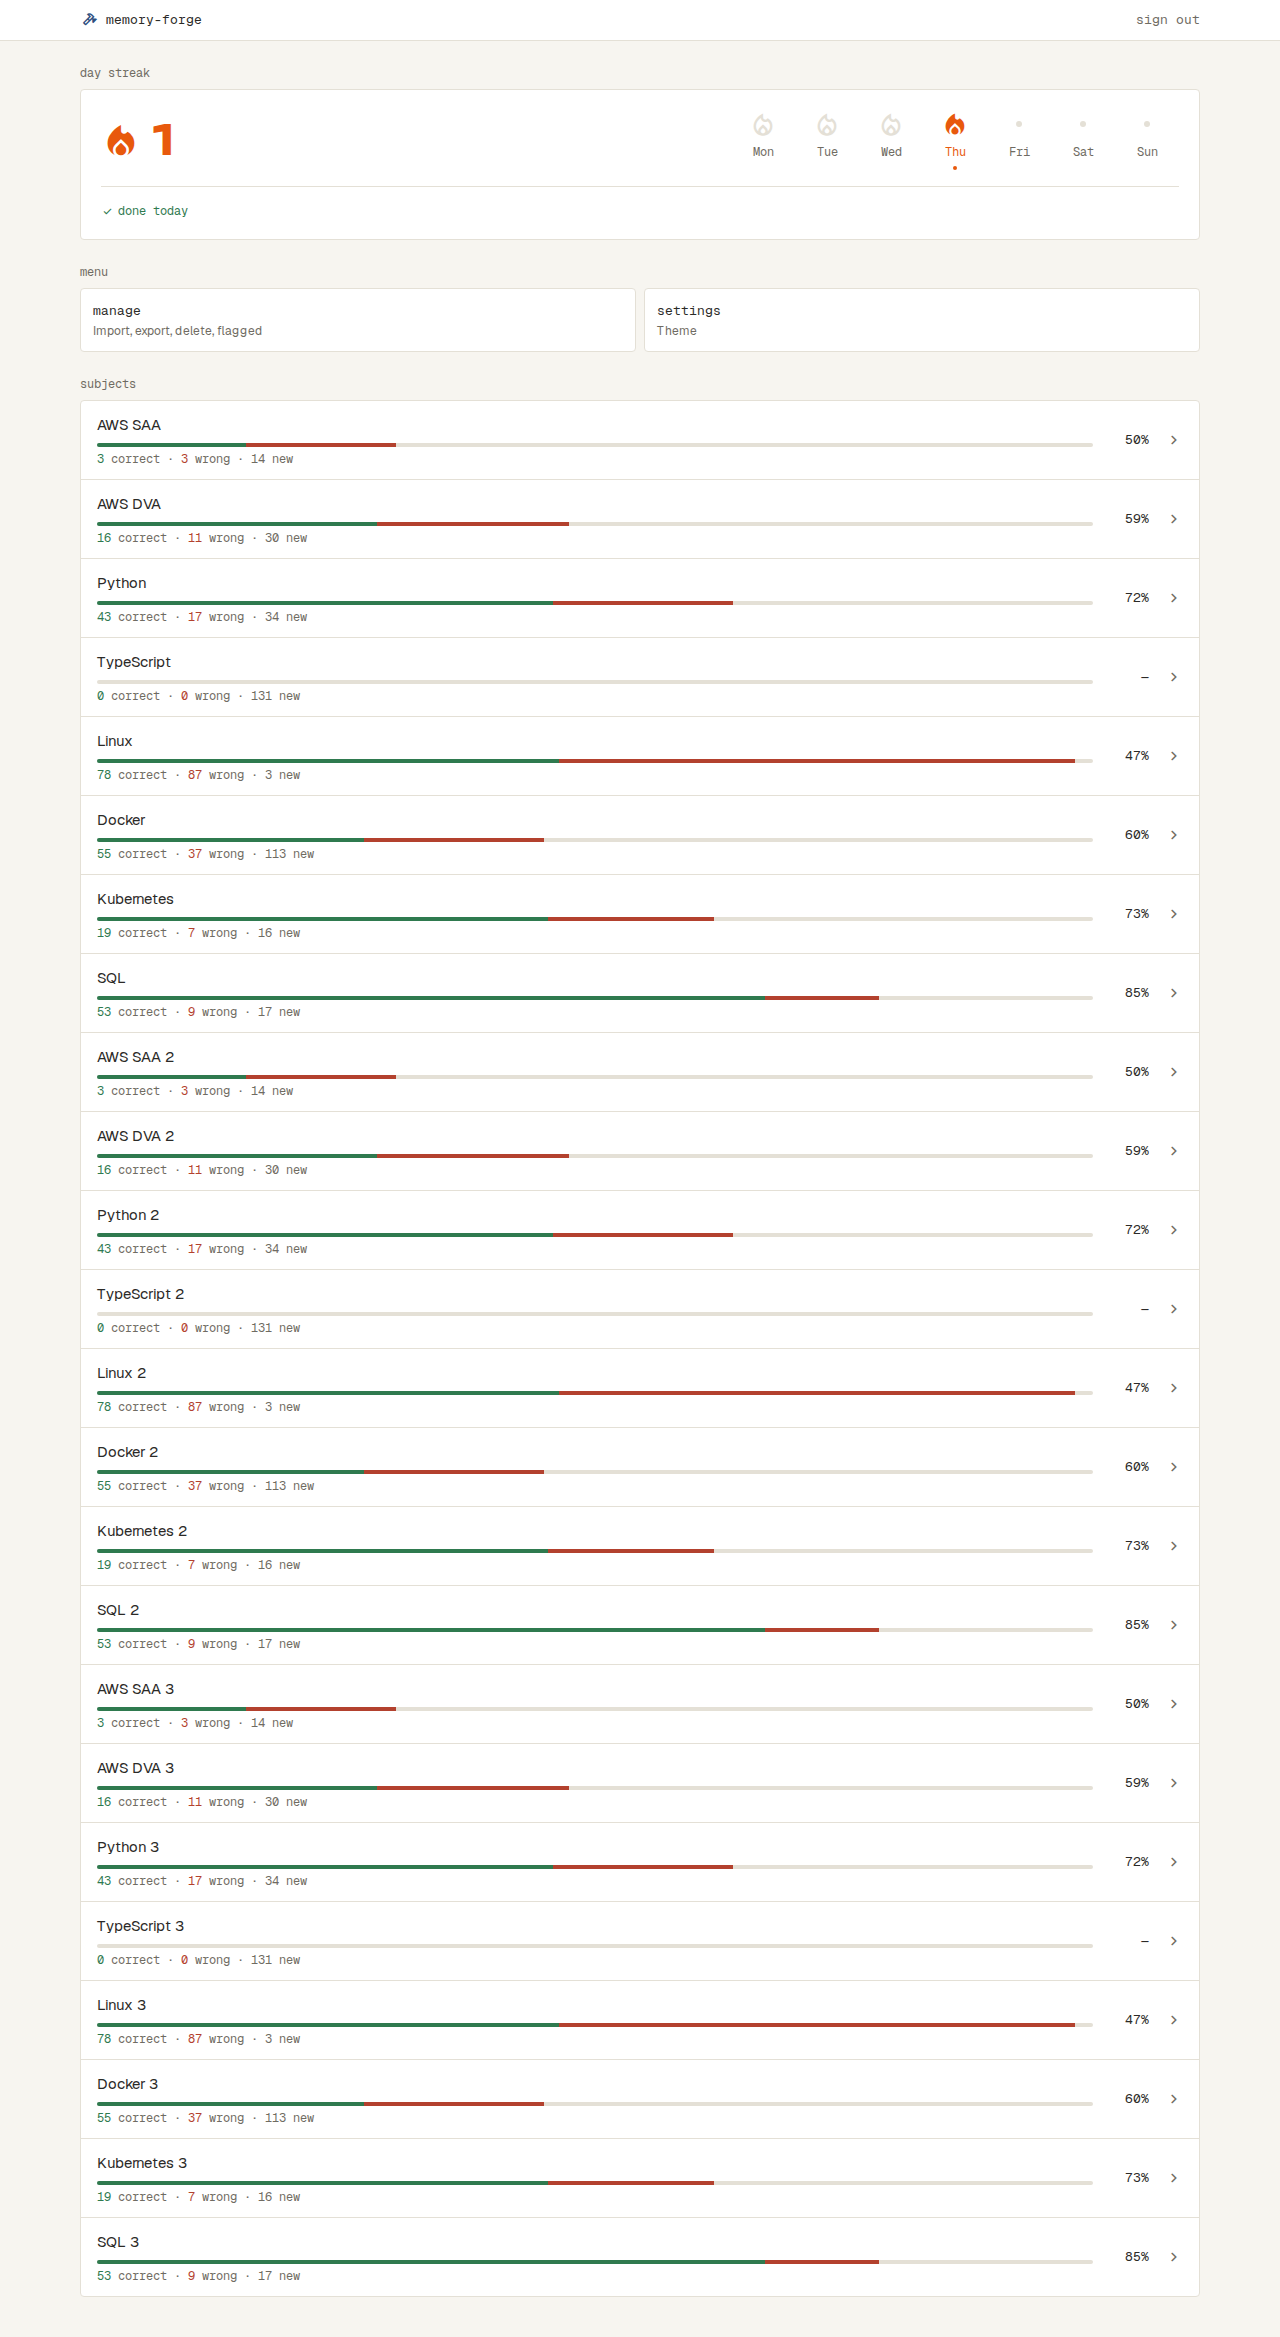 memory-forge
sign out
day streak
1
Mon Tue Wed Thu Fri Sat Sun
✓ done today
menu
manage
Import, export, delete, flagged
settings
Theme
subjects
AWS SAA
50%
3 correct · 3 wrong · 14 new
AWS DVA
59%
16 correct · 11 wrong · 30 new
Python
72%
43 correct · 17 wrong · 34 new
TypeScript
–
0 correct · 0 wrong · 131 new
Linux
47%
78 correct · 87 wrong · 3 new
Docker
60%
55 correct · 37 wrong · 113 new
Kubernetes
73%
19 correct · 7 wrong · 16 new
SQL
85%
53 correct · 9 wrong · 17 new
AWS SAA 2
50%
3 correct · 3 wrong · 14 new
AWS DVA 2
59%
16 correct · 11 wrong · 30 new
Python 2
72%
43 correct · 17 wrong · 34 new
TypeScript 2
–
0 correct · 0 wrong · 131 new
Linux 2
47%
78 correct · 87 wrong · 3 new
Docker 2
60%
55 correct · 37 wrong · 113 new
Kubernetes 2
73%
19 correct · 7 wrong · 16 new
SQL 2
85%
53 correct · 9 wrong · 17 new
AWS SAA 3
50%
3 correct · 3 wrong · 14 new
AWS DVA 3
59%
16 correct · 11 wrong · 30 new
Python 3
72%
43 correct · 17 wrong · 34 new
TypeScript 3
–
0 correct · 0 wrong · 131 new
Linux 3
47%
78 correct · 87 wrong · 3 new
Docker 3
60%
55 correct · 37 wrong · 113 new
Kubernetes 3
73%
19 correct · 7 wrong · 16 new
SQL 3
85%
53 correct · 9 wrong · 17 new